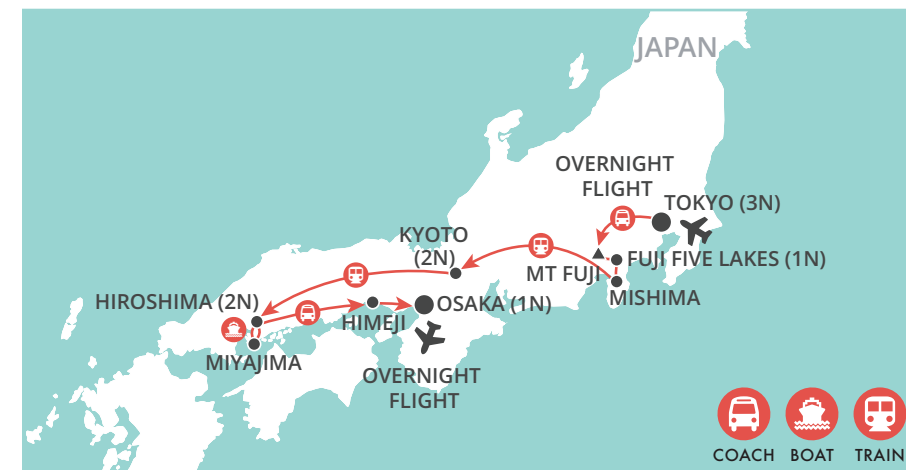 JAPAN
OVERNIGHT
FLIGHT
TOKYO (3N)
KYOTO
(2N)
MT FUJI
FUJI FIVE LAKES (1N)
MISHIMA
HIROSHIMA (2N)
HIMEJI
OSAKA (1N)
MIYAJIMA
OVERNIGHT
FLIGHT
COACH
BOAT
TRAIN